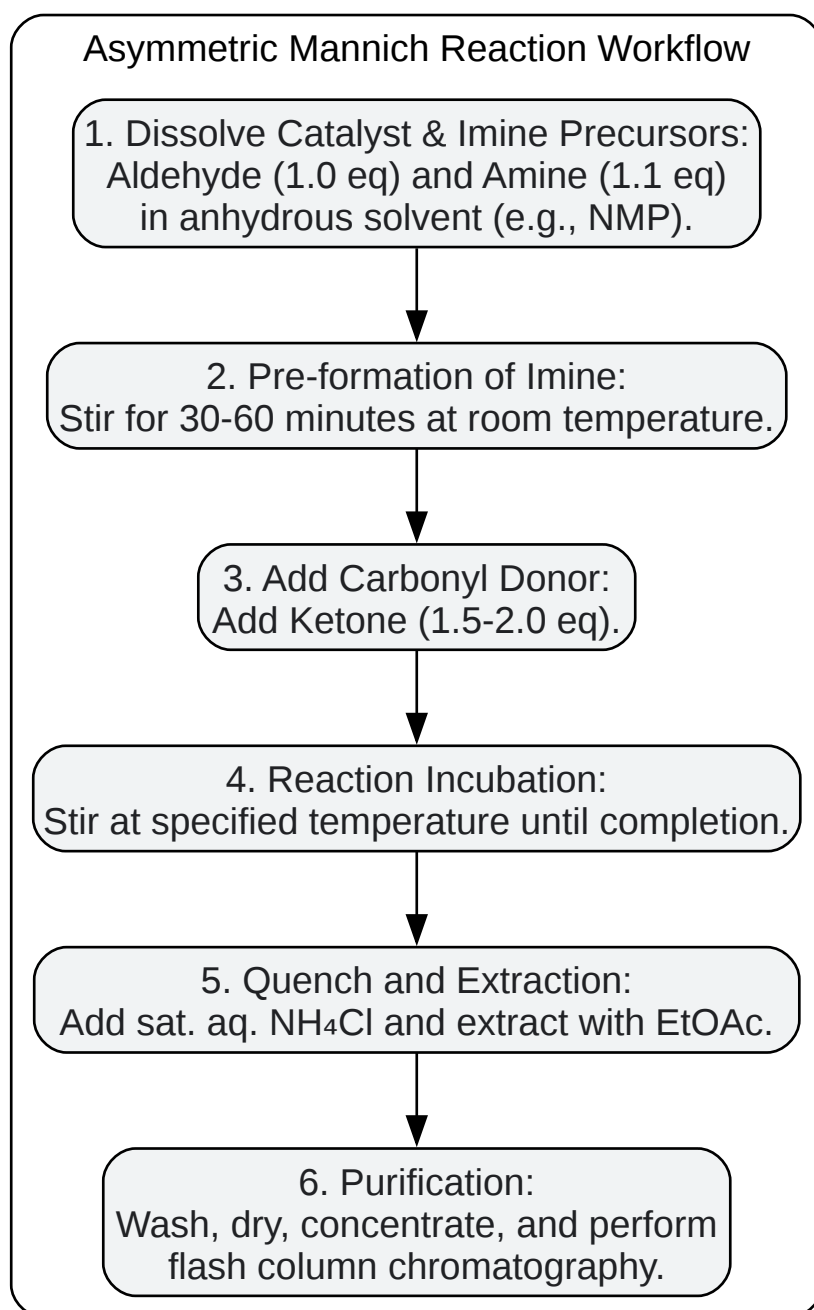 Asymmetric Mannich Reaction Workflow
1. Dissolve Catalyst & Imine Precursors:
Aldehyde (1.0 eq) and Amine (1.1 eq)
in anhydrous solvent (e.g., NMP).
2. Pre-formation of Imine:
Stir for 30-60 minutes at room temperature.
3. Add Carbonyl Donor:
Add Ketone (1.5-2.0 eq).
4. Reaction Incubation:
Stir at specified temperature until completion.
5. Quench and Extraction:
Add sat. aq. NH₄Cl and extract with EtOAc.
6. Purification:
Wash, dry, concentrate, and perform
flash column chromatography.